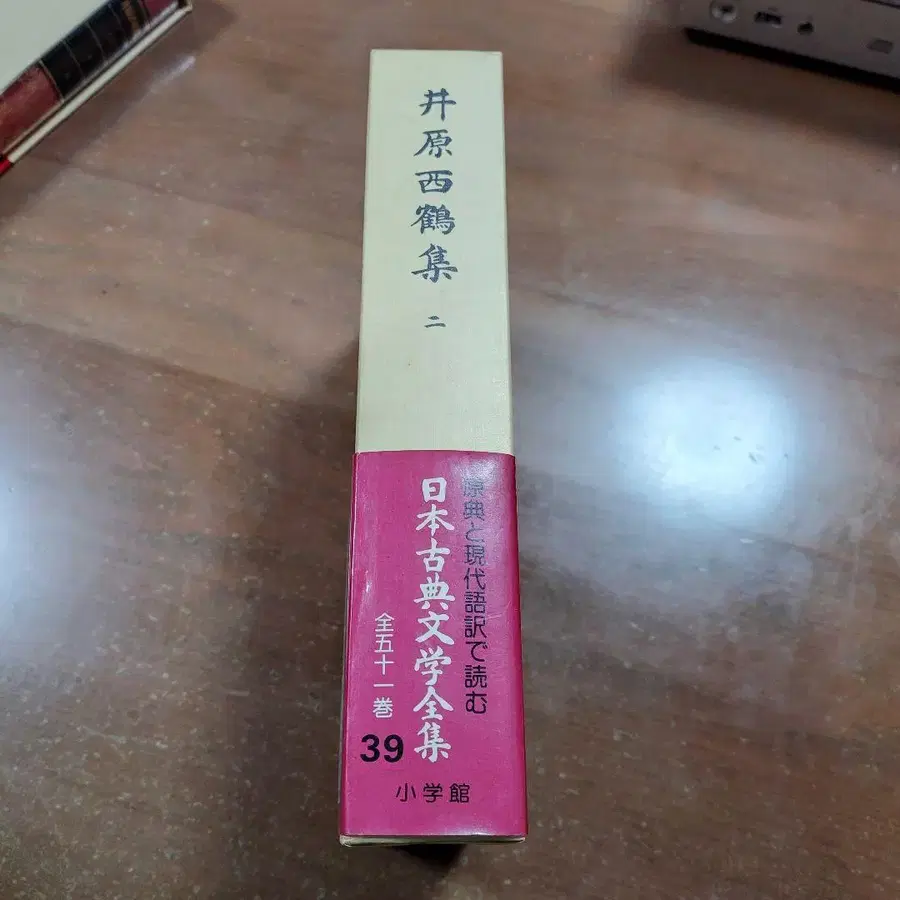 井原西鶴集
二
原典と現代語訳で読む
日本古典文学全集
全五十一巻
39
小学館